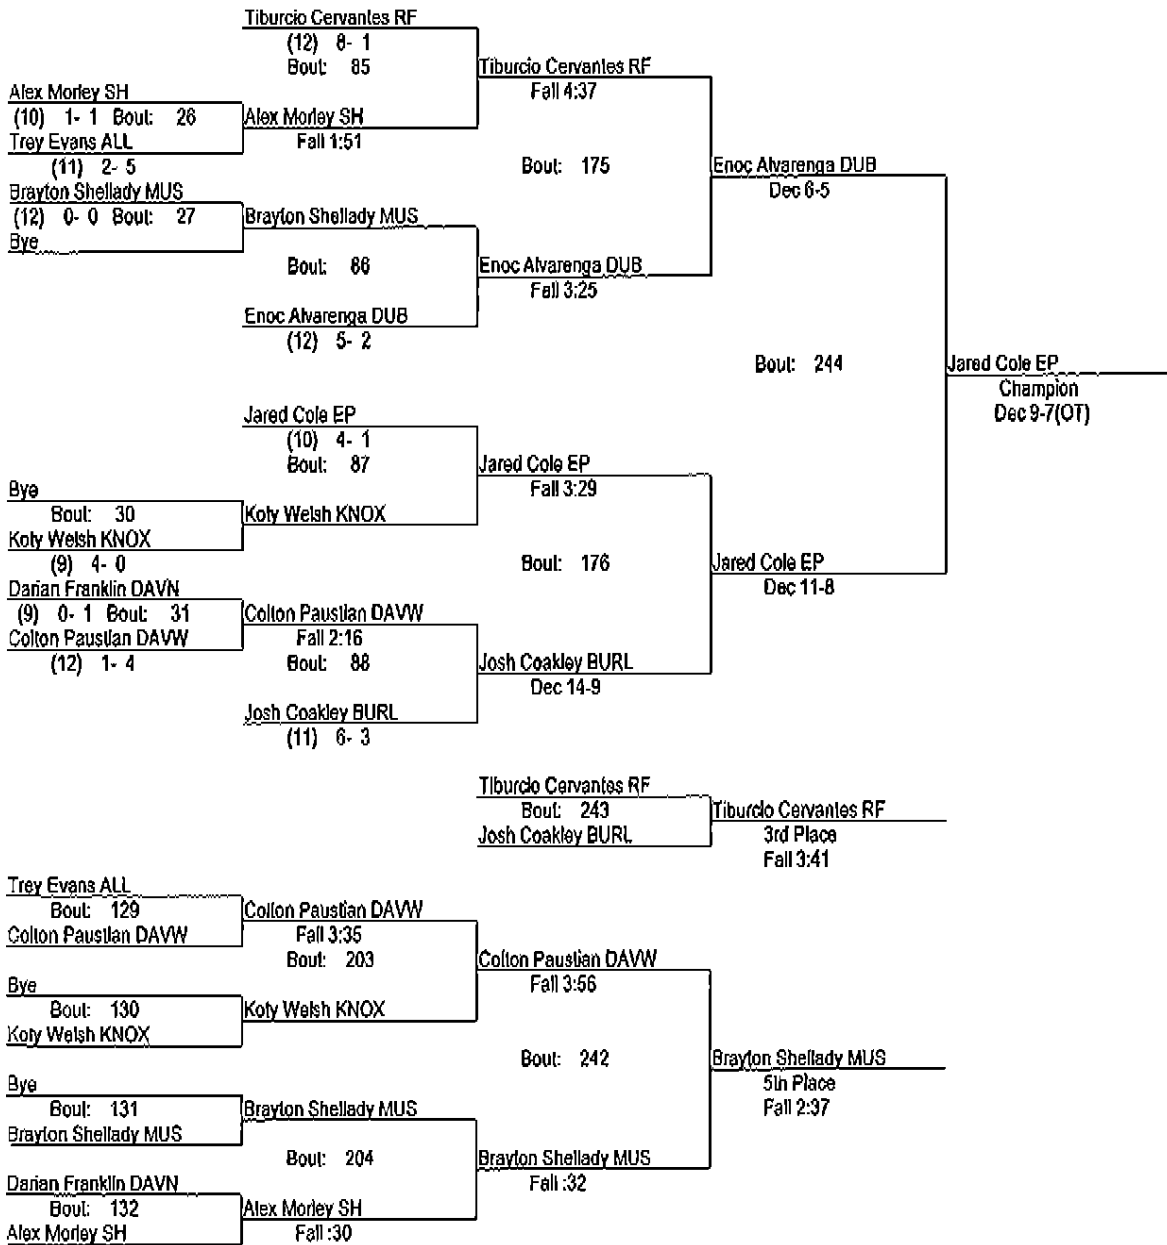 Tiburcio Cervantes RF
(12) 8- 1
Bout: 85
Tiburcio Cervantes RF
Fall 4:37
Alex Morley SH
(10) 1- 1 Bout: 26
Alex Morley SH
Fall 1:51
Trey Evans ALL
(11) 2- 5
Bout: 175
Enoc Alvarenga DUB
Dec 6-5
Brayton Shellady MUS
(12) 0- 0 Bout: 27
Brayton Shellady MUS
Bye
Bout: 86
Enoc Alvarenga DUB
Fall 3:25
Enoc Alvarenga DUB
(12) 5- 2
Bout: 244
Jared Cole EP
Champion
Dec 9-7(OT)
Jared Cole EP
(10) 4- 1
Bout: 87
Jared Cole EP
Fall 3:29
Bye
Bout: 30
Koty Welsh KNOX
Koty Welsh KNOX
(9) 4- 0
Bout: 176
Jared Cole EP
Dec 11-8
Darian Franklin DAVN
(9) 0- 1 Bout: 31
Colton Paustian DAVW
Fall 2:16
Colton Paustian DAVW
(12) 1- 4
Bout: 88
Josh Coakley BURL
Dec 14-9
Josh Coakley BURL
(11) 6- 3
Tiburcio Cervantes RF
Bout: 243
Tiburcio Cervantes RF
Josh Coakley BURL
3rd Place
Fall 3:41
Trey Evans ALL
Bout: 129
Colton Paustian DAVW
Fall 3:35
Colton Paustian DAVW
Bout: 203
Colton Paustian DAVW
Fall 3:56
Bye
Bout: 130
Koty Welsh KNOX
Koty Welsh KNOX
Bout: 242
Brayton Shellady MUS
5th Place
Fall 2:37
Bye
Bout: 131
Brayton Shellady MUS
Brayton Shellady MUS
Bout: 204
Brayton Shellady MUS
Fall :32
Darian Franklin DAVN
Bout: 132
Alex Morley SH
Fall :30
Alex Morley SH